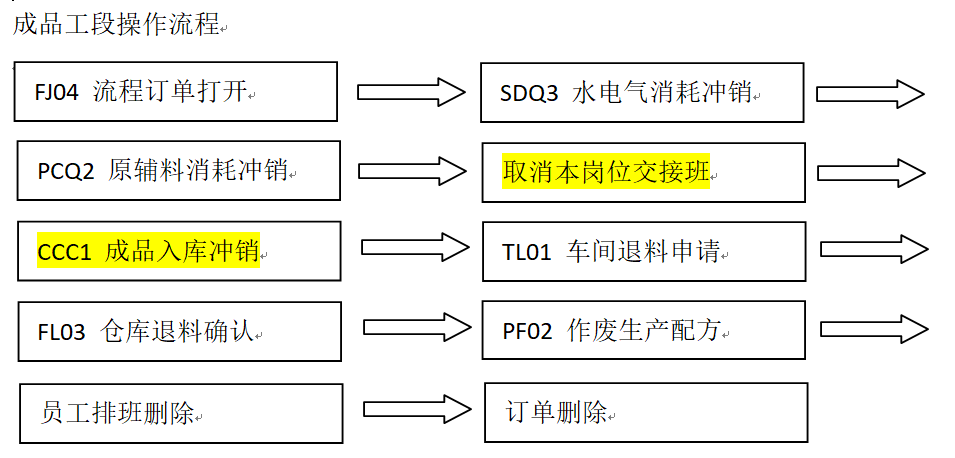 成品工段操作流程
FJ04 流程订单打开
SDQ3 水电气消耗冲销
PCQ2 原辅料消耗冲销
取消本岗位交接班
CCC1 成品入库冲销
TL01 车间退料申请
FL03 仓库退料确认
PF02 作废生产配方
员工排班删除
订单删除